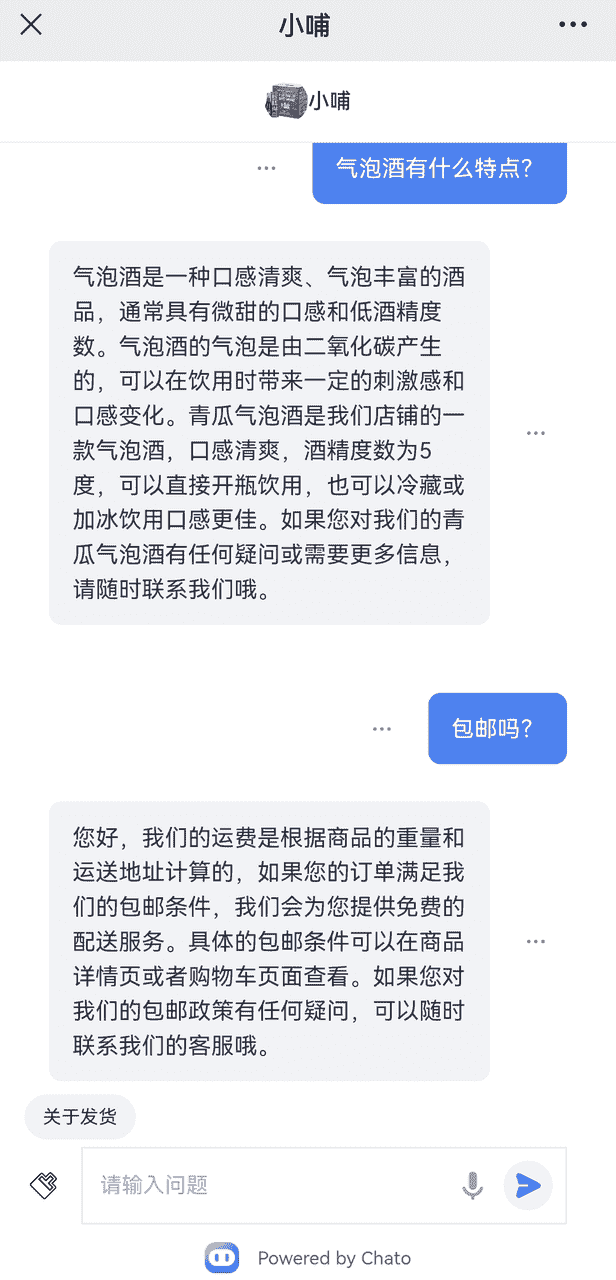 小哺
小哺
气泡酒有什么特点？
气泡酒是一种口感清爽、气泡丰富的酒
品，通常具有微甜的口感和低酒精度
数。气泡酒的气泡是由二氧化碳产生
的，可以在饮用时带来一定的刺激感和
口感变化。青瓜气泡酒是我们店铺的一
款气泡酒，口感清爽，酒精度数为5
度，可以直接开瓶饮用，也可以冷藏或
加冰饮用口感更佳。如果您对我们的青
瓜气泡酒有任何疑问或需要更多信息，
请随时联系我们哦。
包邮吗？
您好，我们的运费是根据商品的重量和
运送地址计算的，如果您的订单满足我
们的包邮条件，我们会为您提供免费的
配送服务。具体的包邮条件可以在商品
详情页或者购物车页面查看。如果您对
我们的包邮政策有任何疑问，可以随时
联系我们的客服哦。
关于发货
请输入问题
Powered by Chato